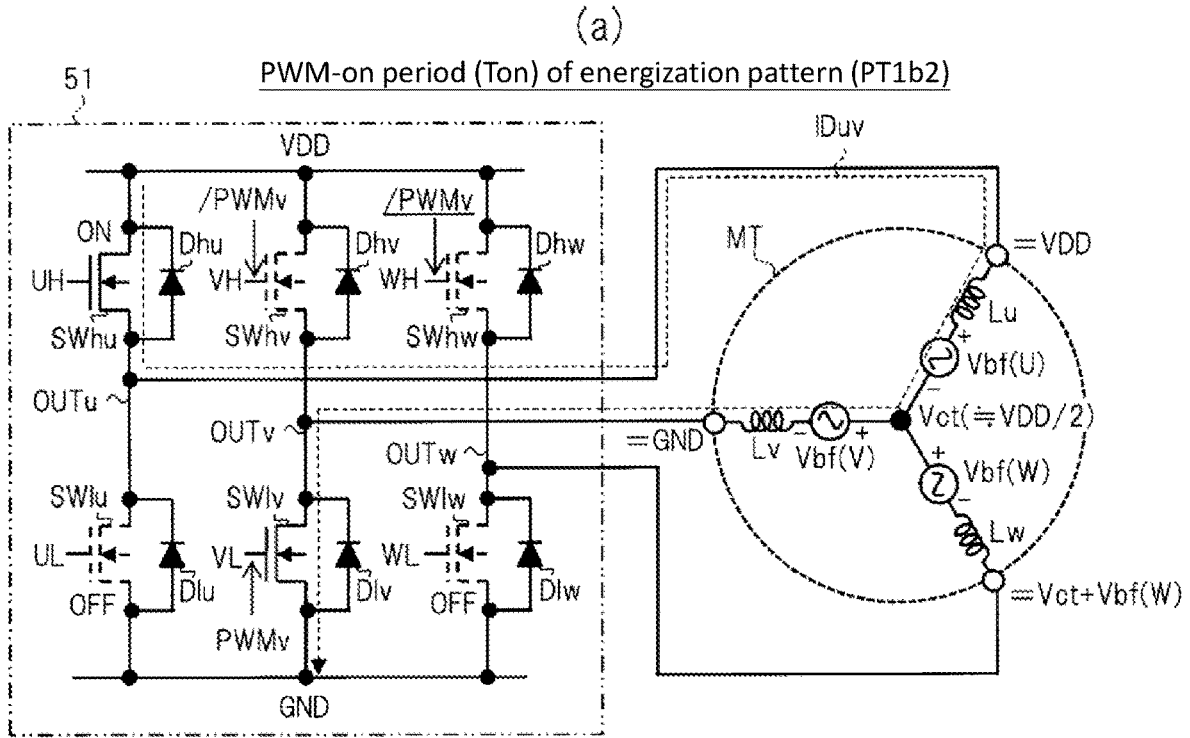 (a)
PWM-on period (Ton) of energization pattern (PT1b2)
51
IDuv
VDD
/PWMv
/PWMv
ON
Dhu
Dhv
Dhw
MT
=VDD
UH
VH
WH
Lu
SWhu
SWhv
SWhw
Vbf(U)
OUTu
OUTv
=GND
Lv
Vbf(V)
Vct(≒VDD/2)
OUTw
Vbf(W)
SWlu
SWlv
SWlw
Lw
UL
VL
WL
OFF
Dlu
Dlv
OFF
Dlw
=Vct+Vbf(W)
PWMv
GND
+
−
−
+
+
−